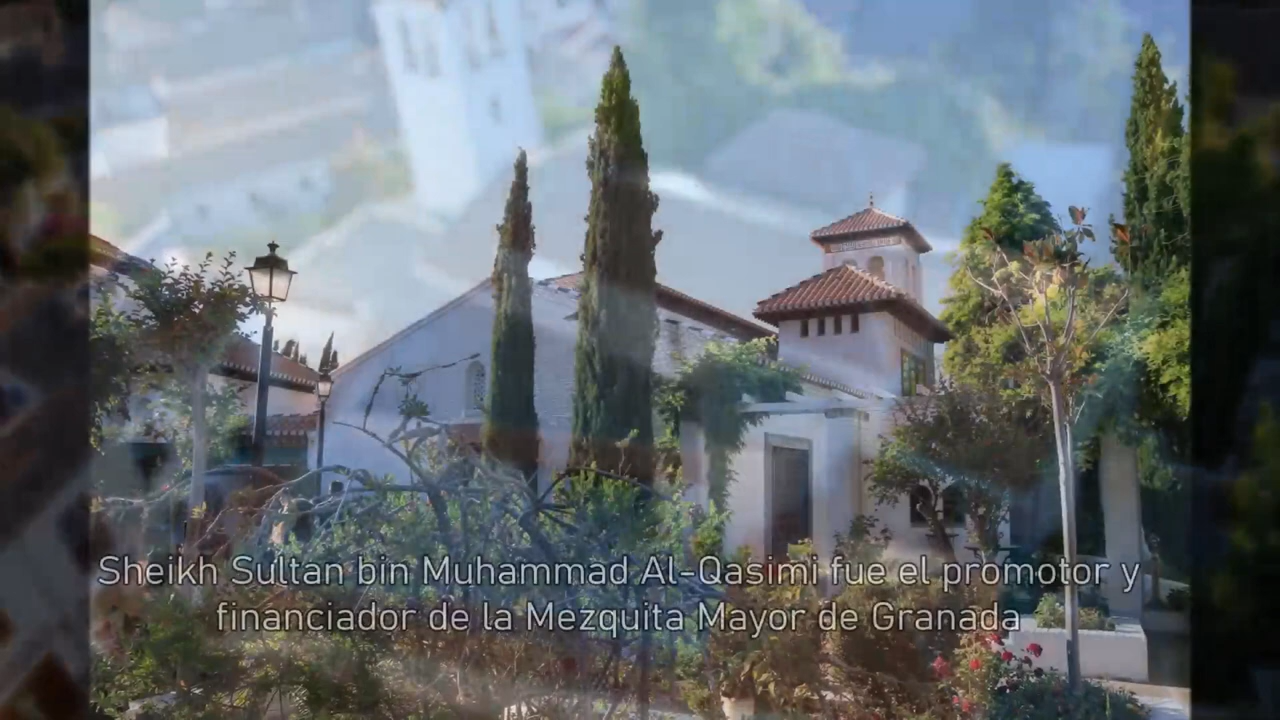 Sheikh Sultan bin Muhammad Al-Qasimi fue el promotor y
financiador de la Mezquita Mayor de Granada